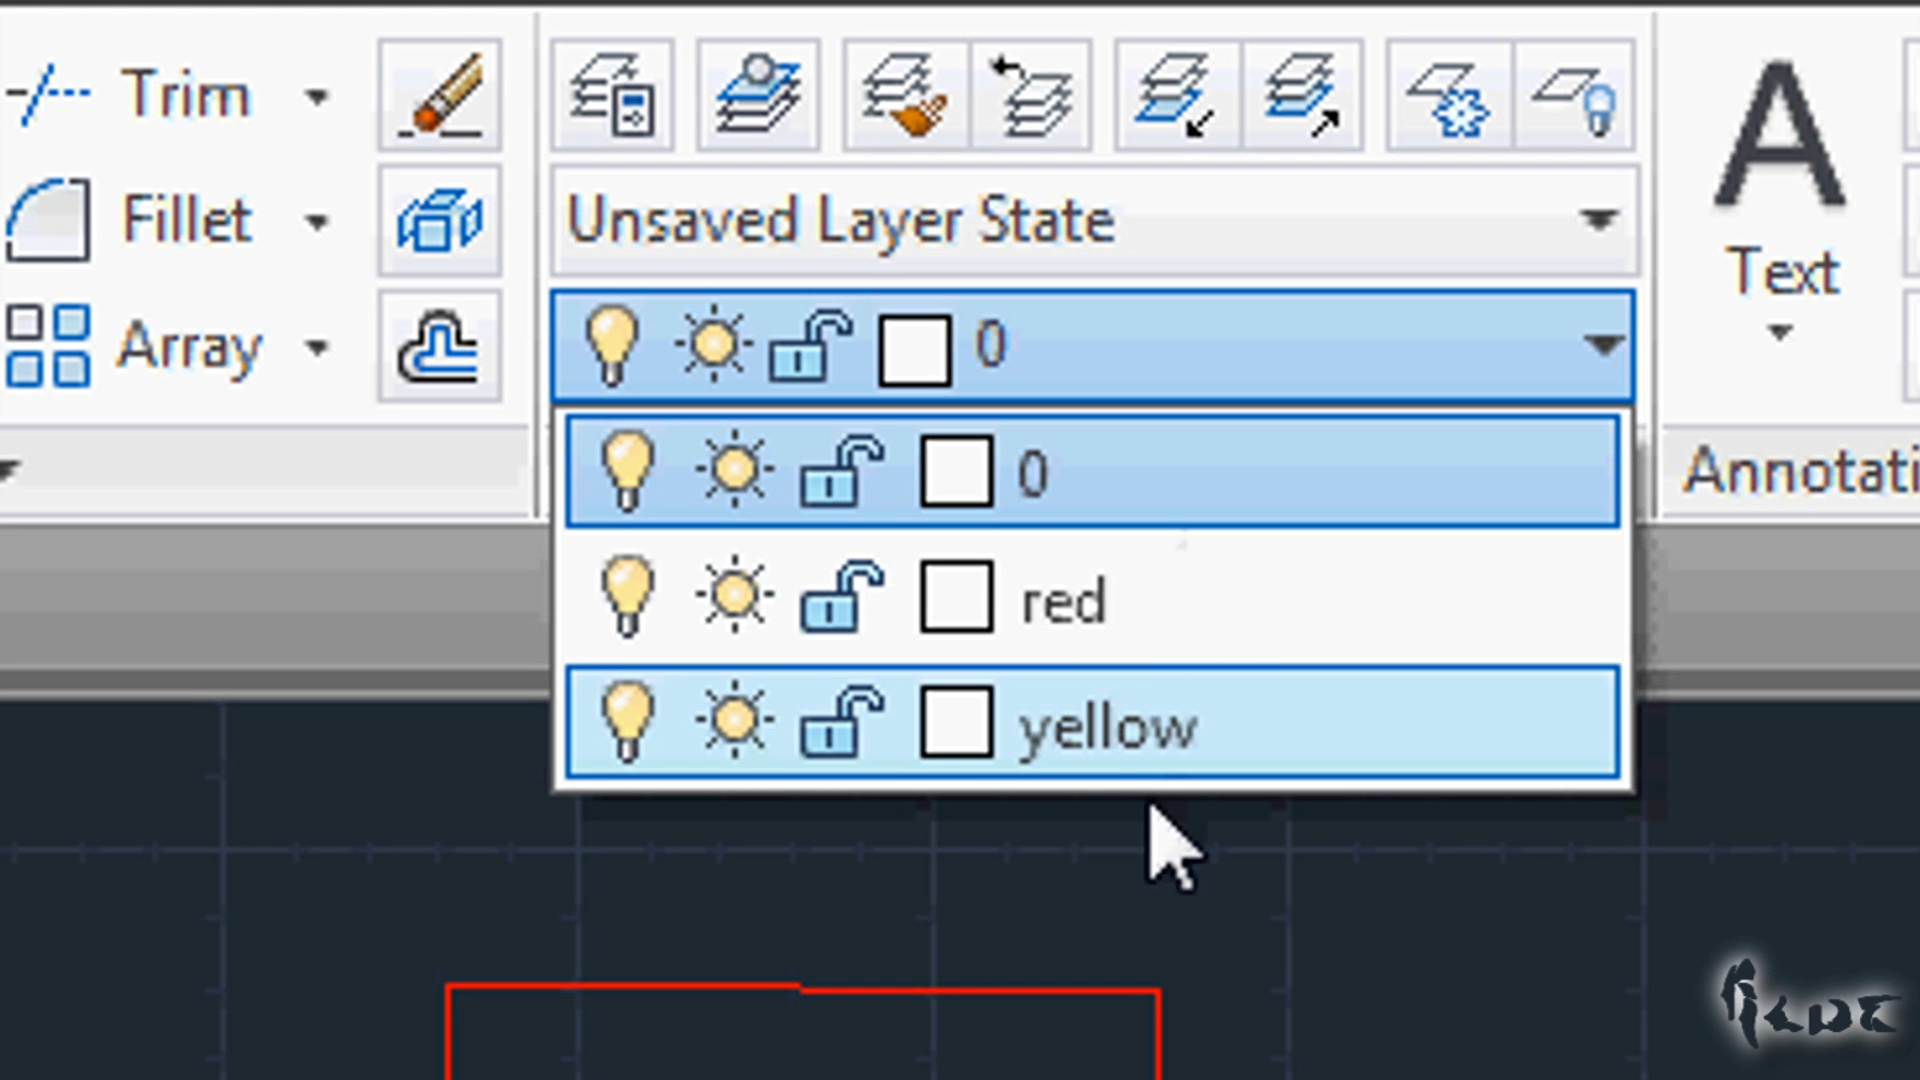 Trim
Fillet
Array
Unsaved Layer State
0
0
red
yellow
A
Text
Annotati